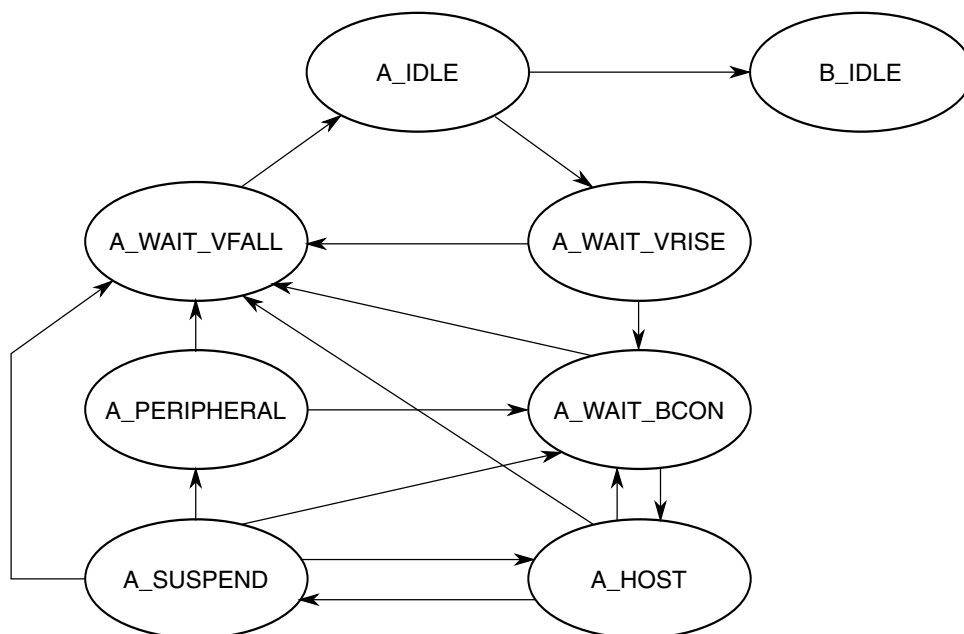 A_IDLE
B_IDLE
A_WAIT_VFALL
A_WAIT_VRISE
A_PERIPHERAL
A_WAIT_BCON
A_SUSPEND
A_HOST